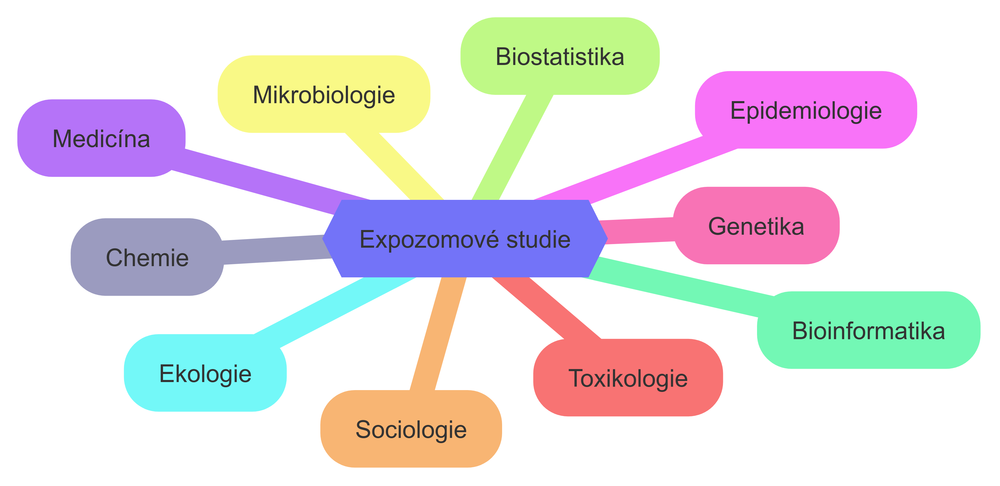 Biostatistika
Mikrobiologie
Epidemiologie
Medicína
Genetika
Expozomové studie
Chemie
Bioinformatika
Ekologie
Toxikologie
Sociologie